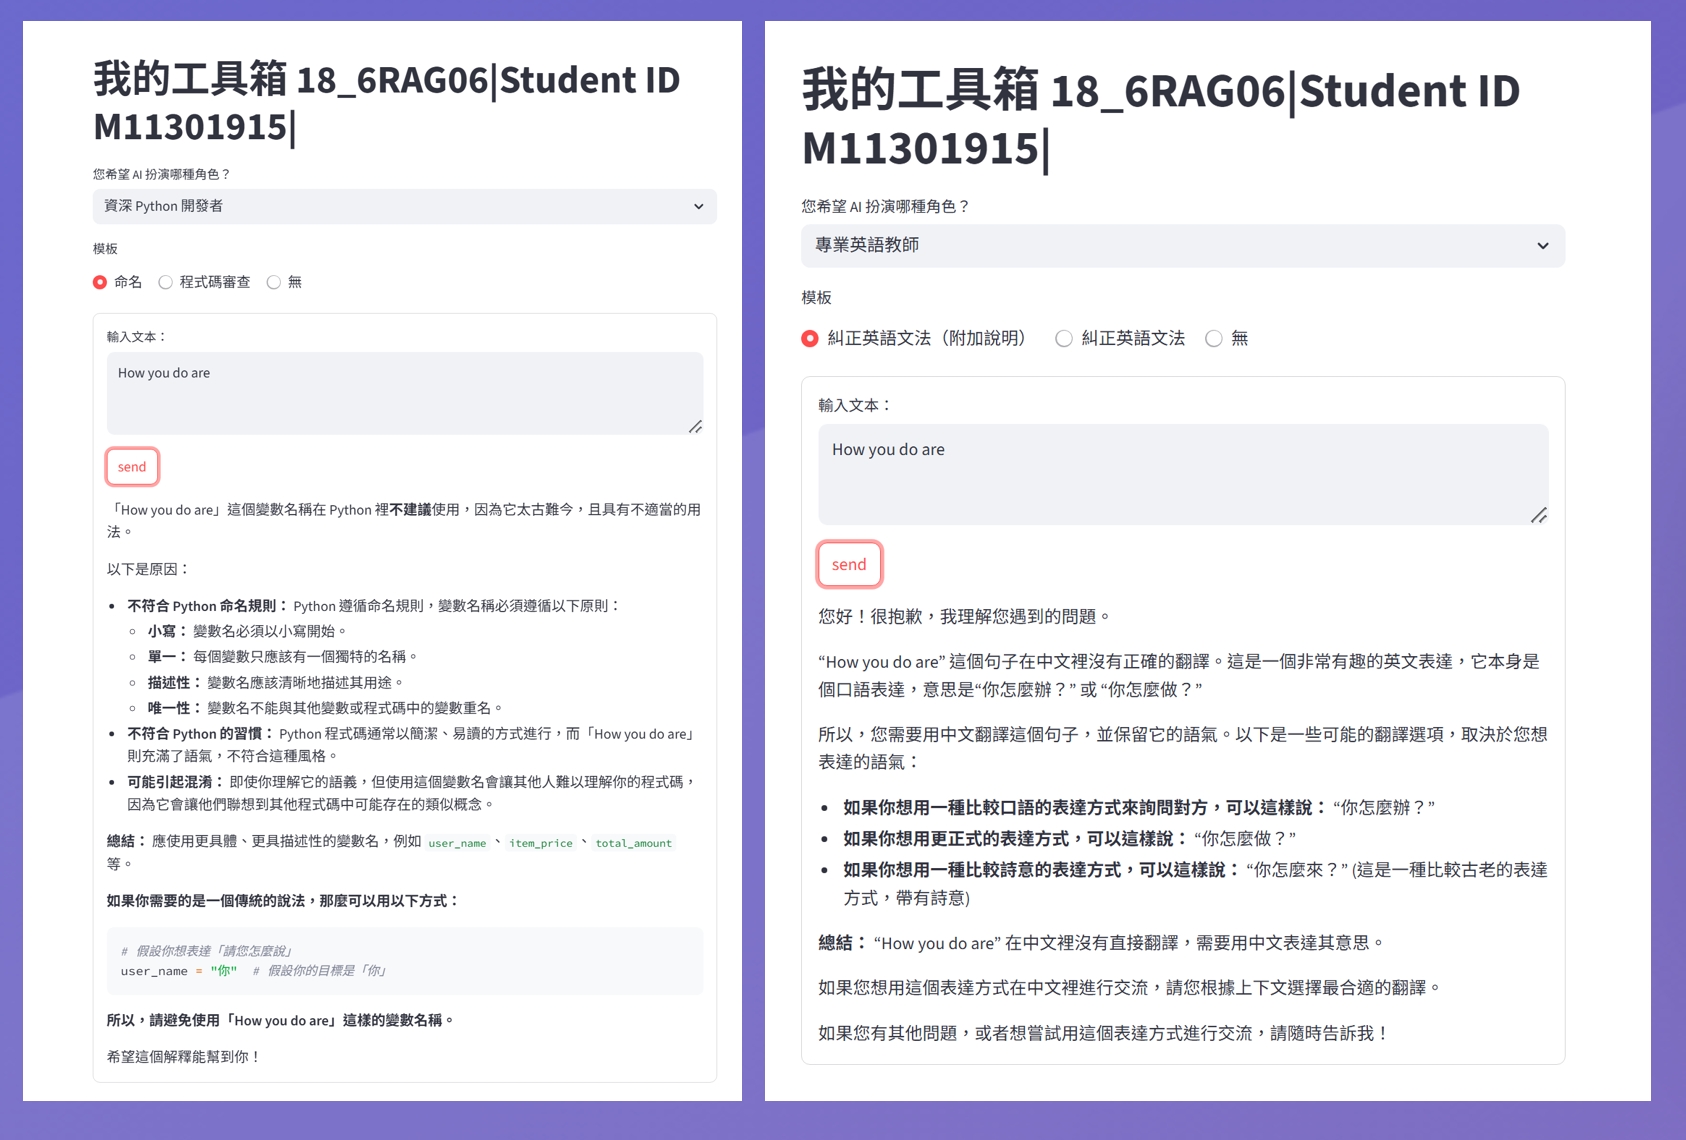 我的工具箱 18_6RAG06|Student ID
M11301915|
您希望 AI 扮演哪種角色？
資深 Python 開發者
模板
命名 程式碼審查 無
輸入文本：
How you do are
send
「How you do are」這個變數名稱在 Python 裡不建議使用，因為它太古難今，且具有不適當的用
法。
以下是原因：
• 不符合 Python 命名規則： Python 遵循命名規則，變數名稱必須遵循以下原則：
◦ 小寫： 變數名必須以小寫開始。
◦ 單一： 每個變數只應該有一個獨特的名稱。
◦ 描述性： 變數名應該清晰地描述其用途。
◦ 唯一性： 變數名不能與其他變數或程式碼中的變數重名。
• 不符合 Python 的習慣： Python 程式碼通常以簡潔、易讀的方式進行，而「How you do are」
則充滿了語氣，不符合這種風格。
• 可能引起混淆： 即使你理解它的語義，但使用這個變數名會讓其他人難以理解你的程式碼，
因為它會讓他們聯想到其他程式碼中可能存在的類似概念。
總結： 應使用更具體、更具描述性的變數名，例如 user_name 、 item_price 、 total_amount
等。
如果你需要的是一個傳統的說法，那麼可以用以下方式：
# 假設你想表達「請您怎麼說」
user_name = "你" # 假設你的目標是「你」
所以，請避免使用「How you do are」這樣的變數名稱。
希望這個解釋能幫到你！
我的工具箱 18_6RAG06|Student ID
M11301915|
您希望 AI 扮演哪種角色？
專業英語教師
模板
糾正英語文法（附加說明） 糾正英語文法 無
輸入文本：
How you do are
send
您好！很抱歉，我理解您遇到的問題。
“How you do are” 這個句子在中文裡沒有正確的翻譯。這是一個非常有趣的英文表達，它本身是
個口語表達，意思是“你怎麼辦？” 或 “你怎麼做？”
所以，您需要用中文翻譯這個句子，並保留它的語氣。以下是一些可能的翻譯選項，取決於您想
表達的語氣：
• 如果你想用一種比較口語的表達方式來詢問對方，可以這樣說： “你怎麼辦？”
• 如果你想用更正式的表達方式，可以這樣說： “你怎麼做？”
• 如果你想用一種比較詩意的表達方式，可以這樣說： “你怎麼來？” (這是一種比較古老的表達
方式，帶有詩意)
總結： “How you do are” 在中文裡沒有直接翻譯，需要用中文表達其意思。
如果您想用這個表達方式在中文裡進行交流，請您根據上下文選擇最合適的翻譯。
如果您有其他問題，或者想嘗試用這個表達方式進行交流，請隨時告訴我！